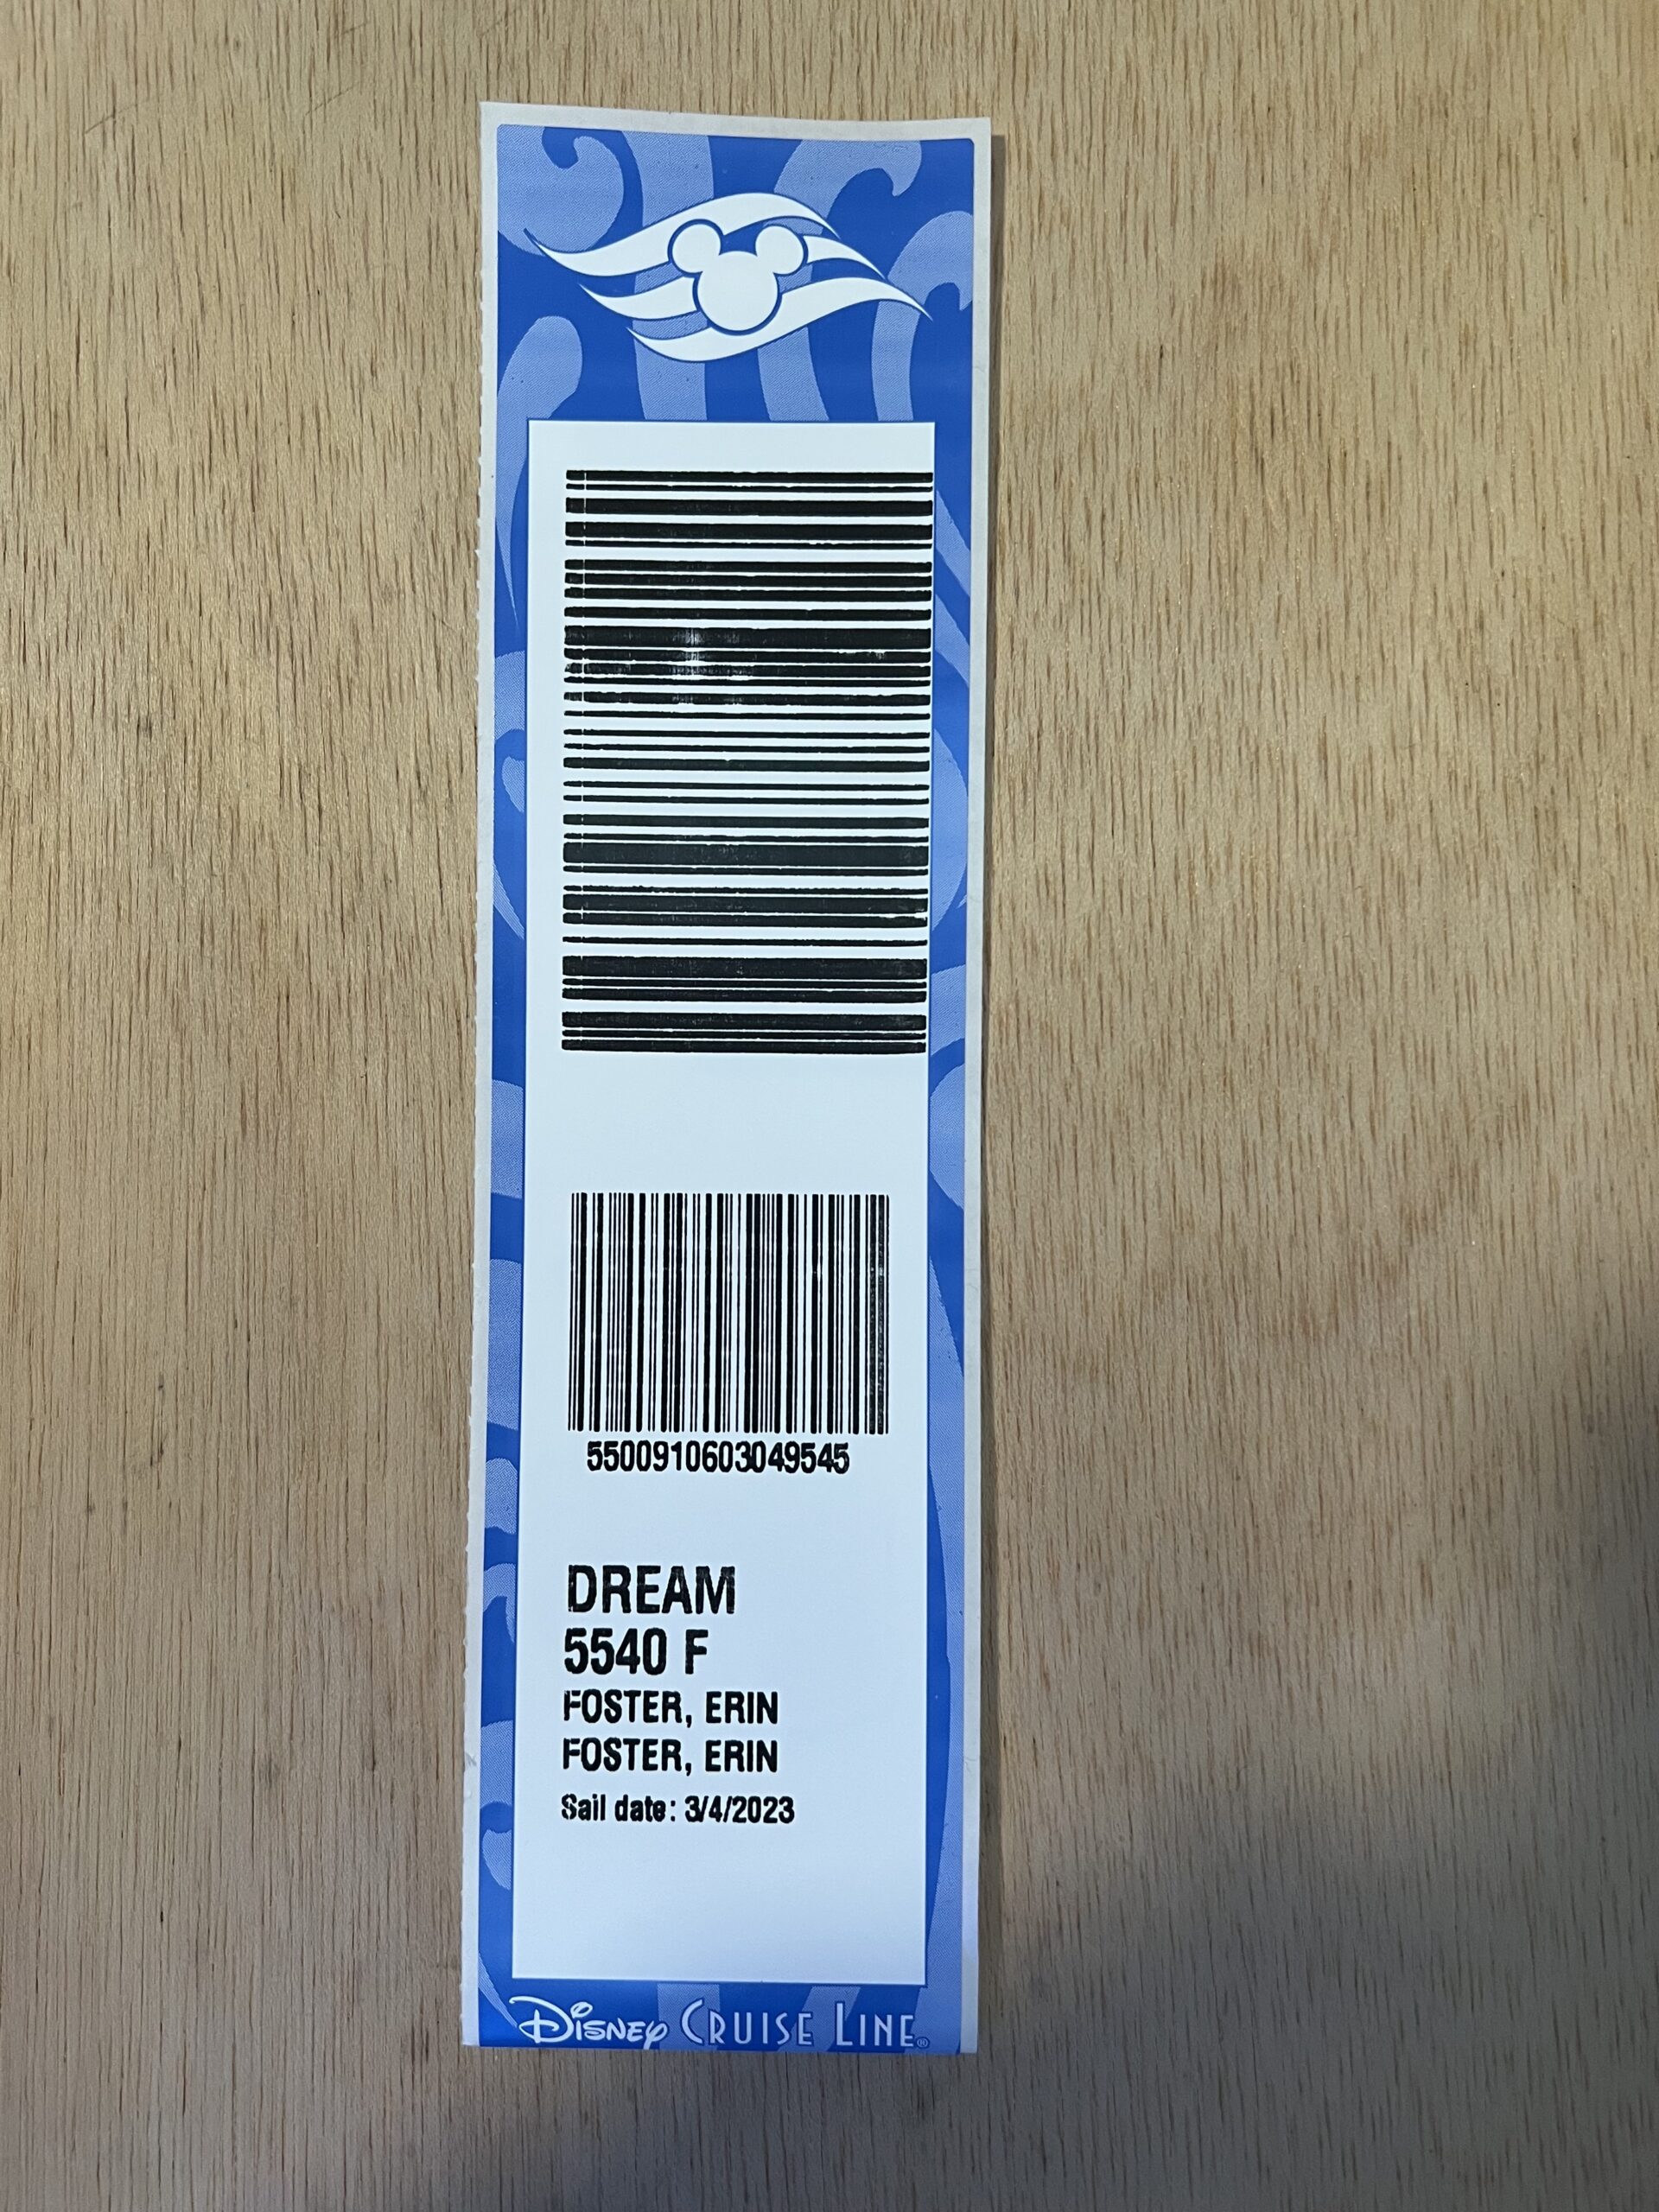 5500910603049545
DREAM
5540 F
FOSTER, ERIN
FOSTER, ERIN
Sail date: 3/4/2023
DISNEY CRUISE LINE®